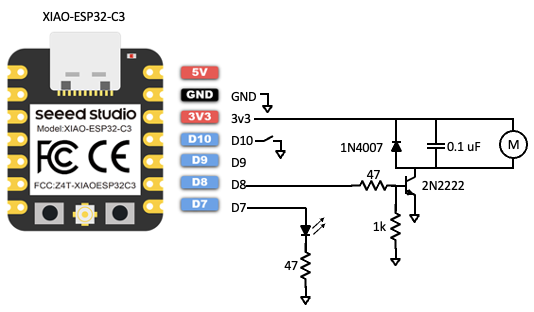 XIAO-ESP32-C3
5V
GND GND
3V3 3v3
D10 D10
D9 D9
D8 D8
D7 D7
seeed studio
Model:XIAO-ESP32-C3
FC CE
FCC:Z4T-XIAOESP32C3
1N4007
0.1 uF
M
47
2N2222
1k
47